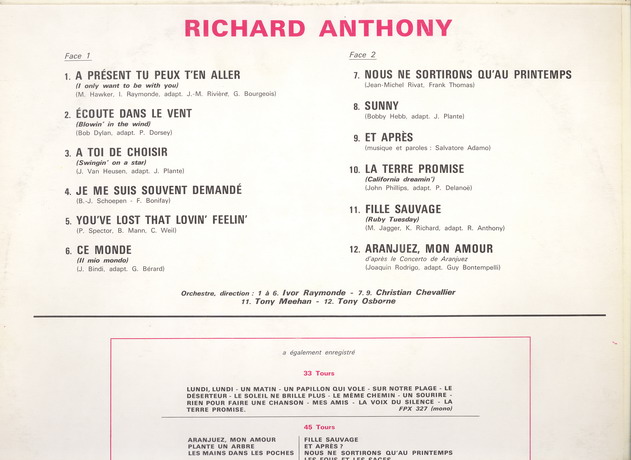 RICHARD ANTHONY
Face 1
1. A PRÉSENT TU PEUX T'EN ALLER
(I only want to be with you)
(M. Hawker, I. Raymonde, adapt. J.-M. Rivière, G. Bourgeois)
2. ÉCOUTE DANS LE VENT
(Blowin' in the wind)
(Bob Dylan, adapt. P. Dorsey)
3. A TOI DE CHOISIR
(Swingin' on a star)
(J. Van Heusen, adapt. J. Plante)
4. JE ME SUIS SOUVENT DEMANDÉ
(B.-J. Schoepen - F. Bonifay)
5. YOU'VE LOST THAT LOVIN' FEELIN'
(P. Spector, B. Mann, C. Weil)
6. CE MONDE
(Il mio mondo)
(J. Bindi, adapt. G. Bérard)
Face 2
7. NOUS NE SORTIRONS QU'AU PRINTEMPS
(Jean-Michel Rivat, Frank Thomas)
8. SUNNY
(Bobby Hebb, adapt. J. Plante)
9. ET APRÈS
(musique et paroles : Salvatore Adamo)
10. LA TERRE PROMISE
(California dreamin')
(John Phillips, adapt. P. Delanoë)
11. FILLE SAUVAGE
(Ruby Tuesday)
(M. Jagger, K. Richard, adapt. R. Anthony)
12. ARANJUEZ, MON AMOUR
d'après le Concerto de Aranjuez
(Joaquin Rodrigo, adapt. Guy Bontempelli)
Orchestre, direction : 1 à 6. Ivor Raymonde - 7. 9. Christian Chevallier
11. Tony Meehan - 12. Tony Osborne
a également enregistré
33 Tours
LUNDI, LUNDI - UN MATIN - UN PAPILLON QUI VOLE - SUR NOTRE PLAGE - LE
DÉSERTEUR - LE SOLEIL NE BRILLE PLUS - LE MÊME CHEMIN - UN SOURIRE -
RIEN POUR FAIRE UNE CHANSON - MES AMIS - LA VOIX DU SILENCE - LA
TERRE PROMISE. FPX 327 (mono)
45 Tours
ARANJUEZ, MON AMOUR
PLANTE UN ARBRE
LES MAINS DANS LES POCHES
FILLE SAUVAGE
ET APRÈS ?
NOUS NE SORTIRONS QU'AU PRINTEMPS